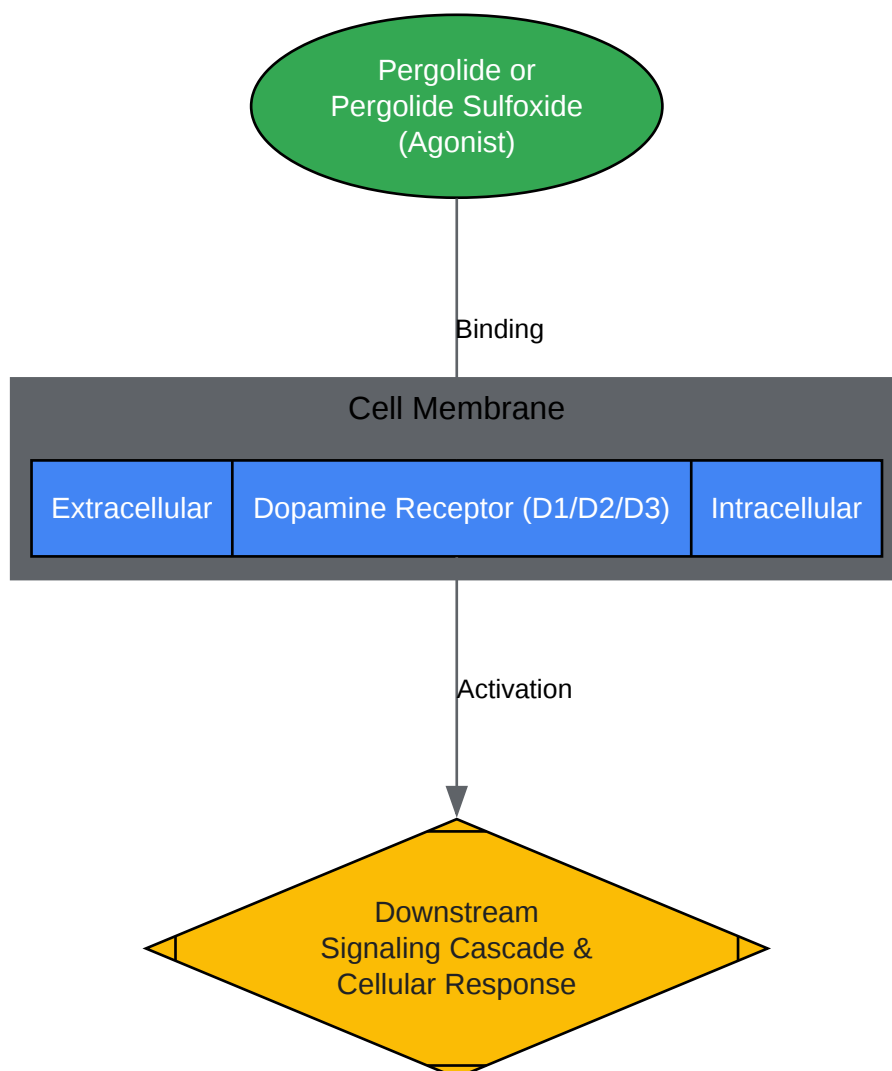 Pergolide or
Pergolide Sulfoxide
(Agonist)
Binding
Cell Membrane
Extracellular
Dopamine Receptor (D1/D2/D3)
Intracellular
Activation
Downstream
Signaling Cascade &
Cellular Response